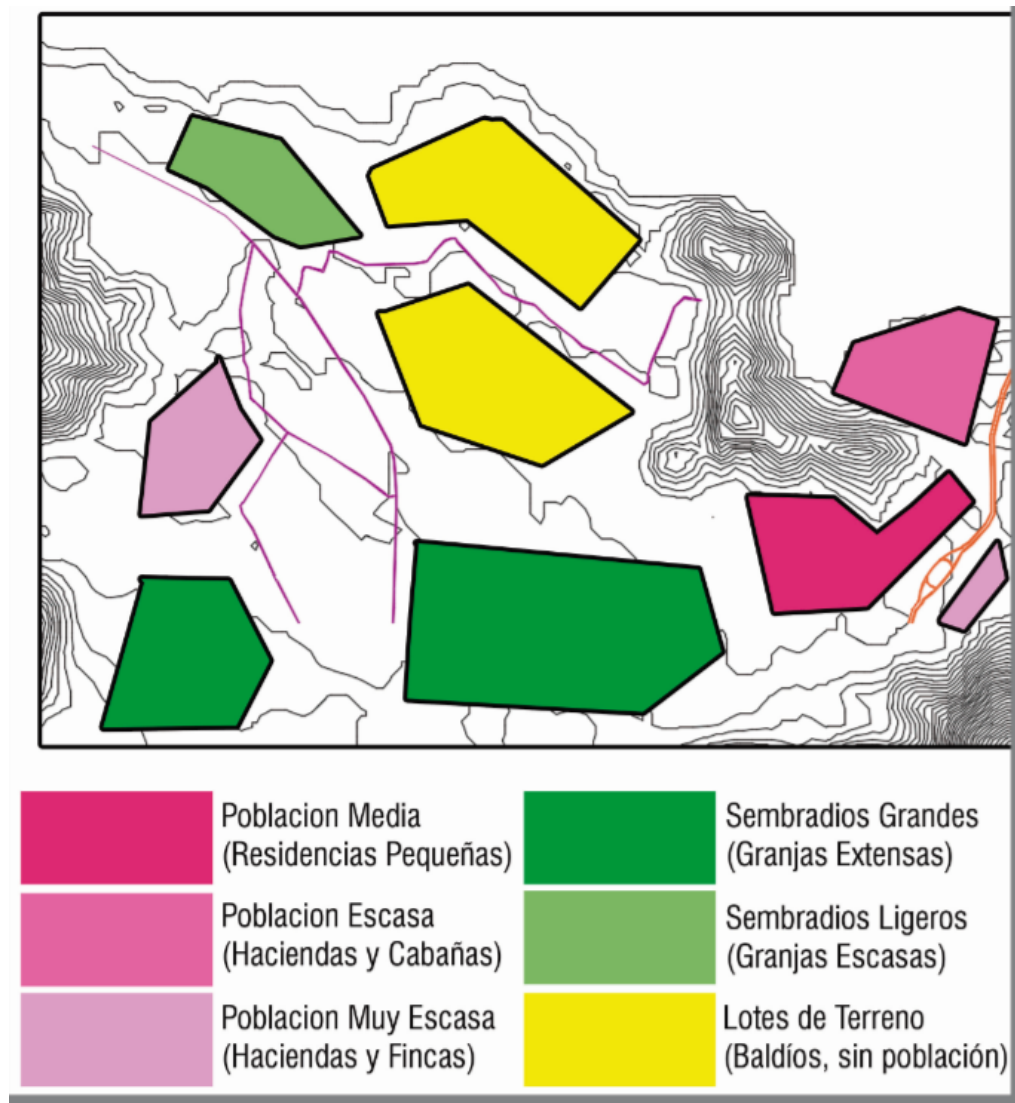 Poblacion Media
(Residencias Pequeñas)
Poblacion Escasa
(Haciendas y Cabañas)
Poblacion Muy Escasa
(Haciendas y Fincas)
Sembradios Grandes
(Granjas Extensas)
Sembradios Ligeros
(Granjas Escasas)
Lotes de Terreno
(Baldíos, sin población)